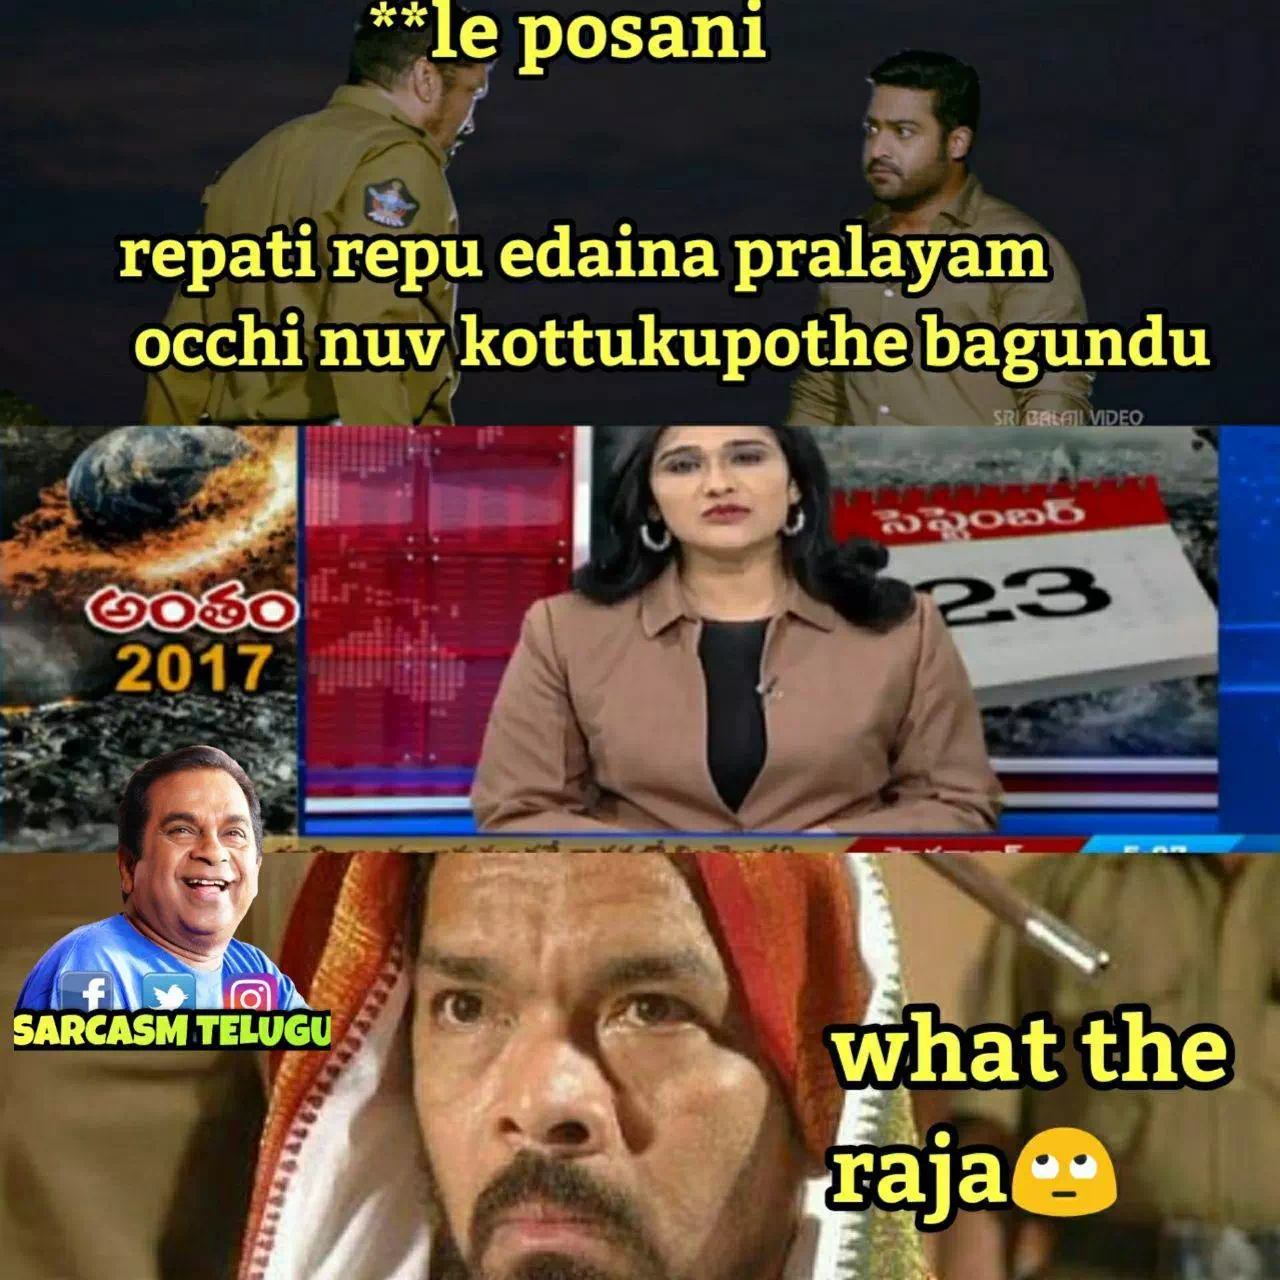 **le posani
repati repu edaina pralayam
occhi nuv kottukupothe bagundu
SRI BALAJI VIDEO
సెప్టెంబర్
23
అంతం
2017
f
SARCASM TELUGU
what the
raja🙄